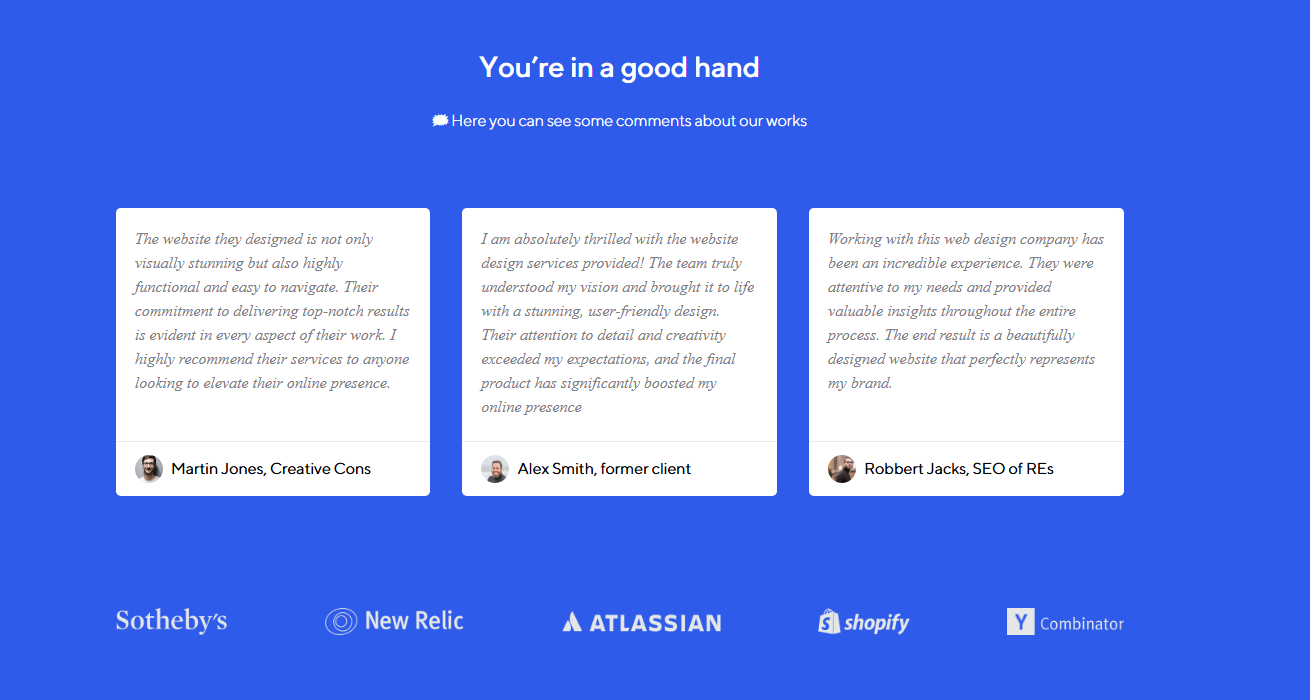 You’re in a good hand
🗯 Here you can see some comments about our works
The website they designed is not only
visually stunning but also highly
functional and easy to navigate. Their
commitment to delivering top-notch results
is evident in every aspect of their work. I
highly recommend their services to anyone
looking to elevate their online presence.
Martin Jones, Creative Cons
I am absolutely thrilled with the website
design services provided! The team truly
understood my vision and brought it to life
with a stunning, user-friendly design.
Their attention to detail and creativity
exceeded my expectations, and the final
product has significantly boosted my
online presence
Alex Smith, former client
Working with this web design company has
been an incredible experience. They were
attentive to my needs and provided
valuable insights throughout the entire
process. The end result is a beautifully
designed website that perfectly represents
my brand.
Robbert Jacks, SEO of REs
Sotheby’s
New Relic
ATLASSIAN
shopify
Y Combinator